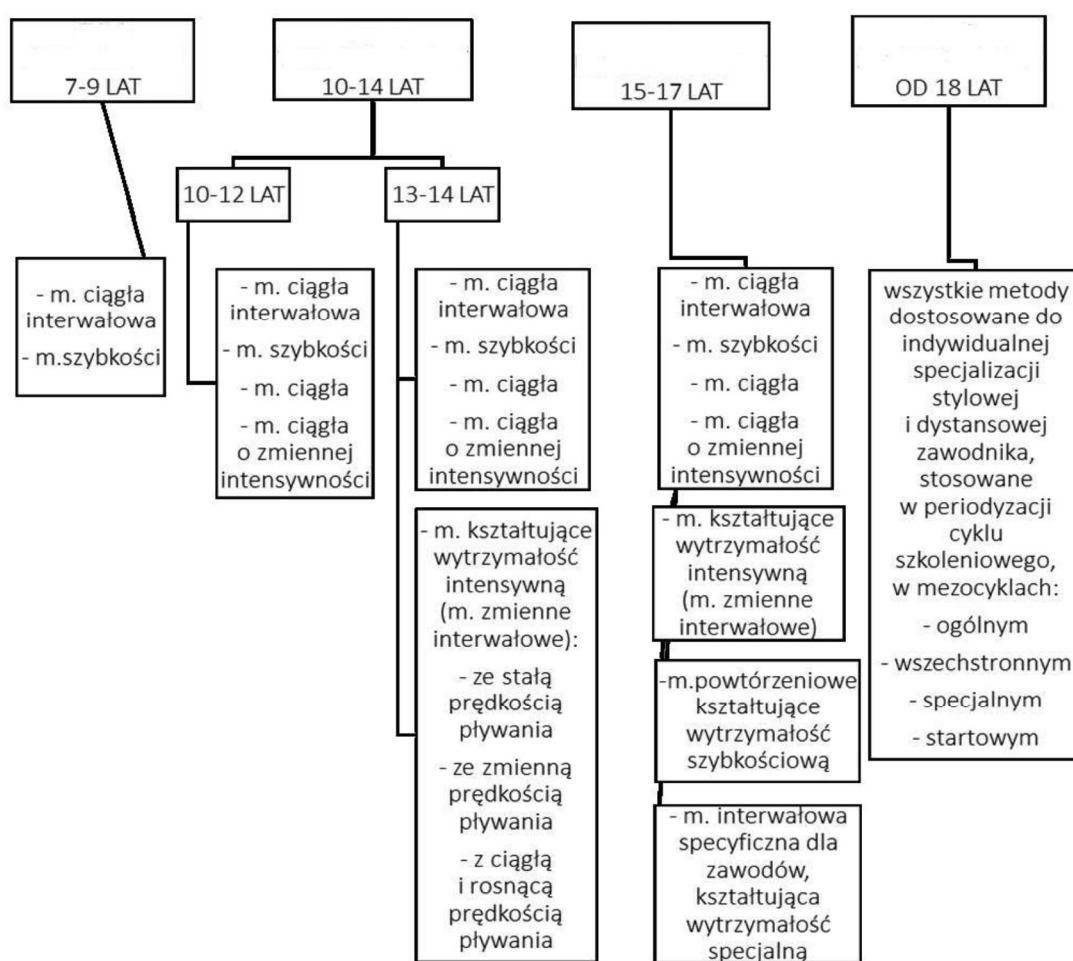 7-9 LAT
10-14 LAT
15-17 LAT
OD 18 LAT
10-12 LAT
13-14 LAT
- m. ciągła
interwałowa
- m.szybkości
- m. ciągła
interwałowa
- m. szybkości
- m. ciągła
- m. ciągła
o zmiennej
intensywności
- m. ciągła
interwałowa
- m. szybkości
- m. ciągła
- m. ciągła
o zmiennej
intensywności
- m. kształtujące
wytrzymałość
intensywną
(m. zmienne
interwałowe):
- ze stałą
prędkością
pływania
- ze zmienną
prędkością
pływania
- z ciągłą
i rosnącą
prędkością
pływania
- m. ciągła
interwałowa
- m. szybkości
- m. ciągła
- m. ciągła
o zmiennej
intensywności
- m. kształtujące
wytrzymałość
intensywną
(m. zmienne
interwałowe)
-m.powtórzeniowe
kształtujące
wytrzymałość
szybkościową
- m. interwałowa
specyficzna dla
zawodów,
kształtująca
wytrzymałość
specjalną
wszystkie metody
dostosowane do
indywidualnej
specjalizacji
stylowej
i dystansowej
zawodnika,
stosowane
w periodyzacji
cyklu
szkoleniowego,
w mezocyklach:
- ogólnym
- wszechstronnym
- specjalnym
- startowym